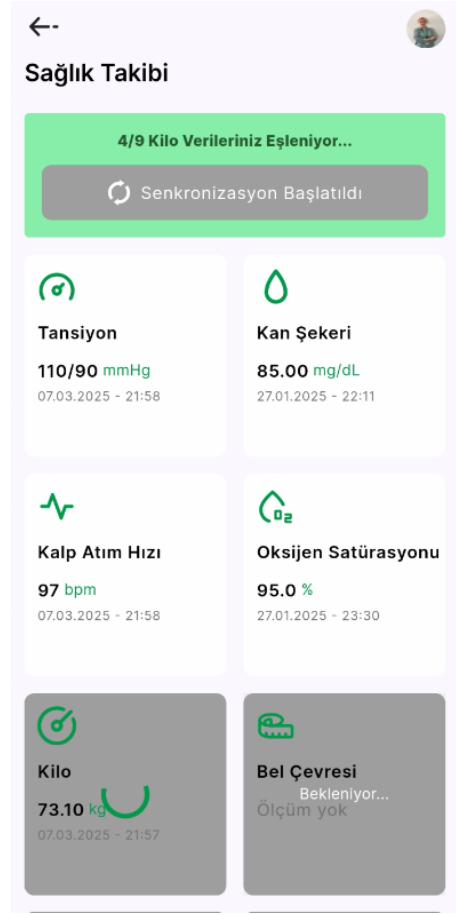 Sağlık Takibi
4/9 Kilo Verileriniz Eşleniyor...
Senkronizasyon Başlatıldı
Tansiyon
110/90 mmHg
07.03.2025 - 21:58
Kan Şekeri
85.00 mg/dL
27.01.2025 - 22:11
Kalp Atım Hızı
97 bpm
07.03.2025 - 21:58
O2
Oksijen Satürasyonu
95.0 %
27.01.2025 - 23:30
Kilo
73.10 kg
07.03.2025 - 21:57
Bel Çevresi
Bekleniyor...
Ölçüm yok